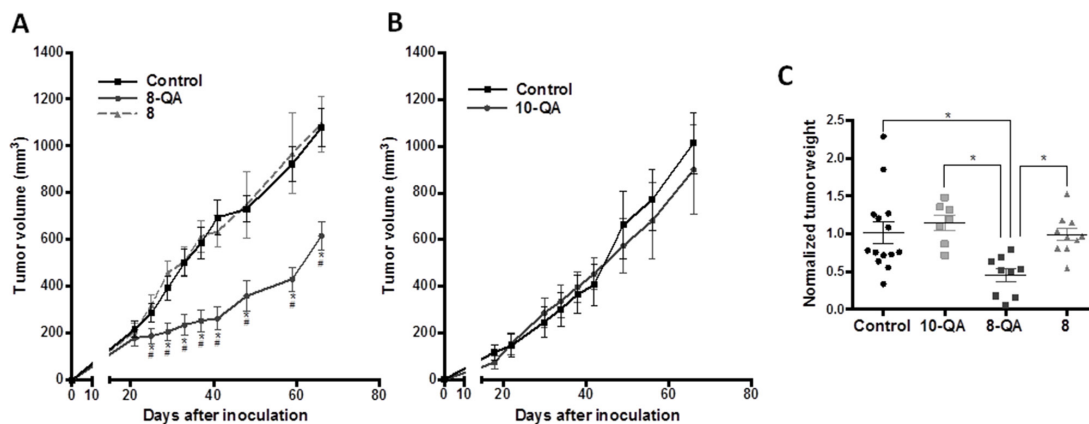 A
Tumor volume (mm³)
1400
1200
1000
800
600
400
200
0
Control
8-QA
8
* #
* #
* #
* #
* #
* #
* #
* #
0 10 20 40 60 80
Days after inoculation
B
Tumor volume (mm³)
1400
1200
1000
800
600
400
200
0
Control
10-QA
0 10 20 40 60 80
Days after inoculation
C
Normalized tumor weight
2.5
2.0
1.5
1.0
0.5
0.0
*
* *
Control 10-QA 8-QA 8